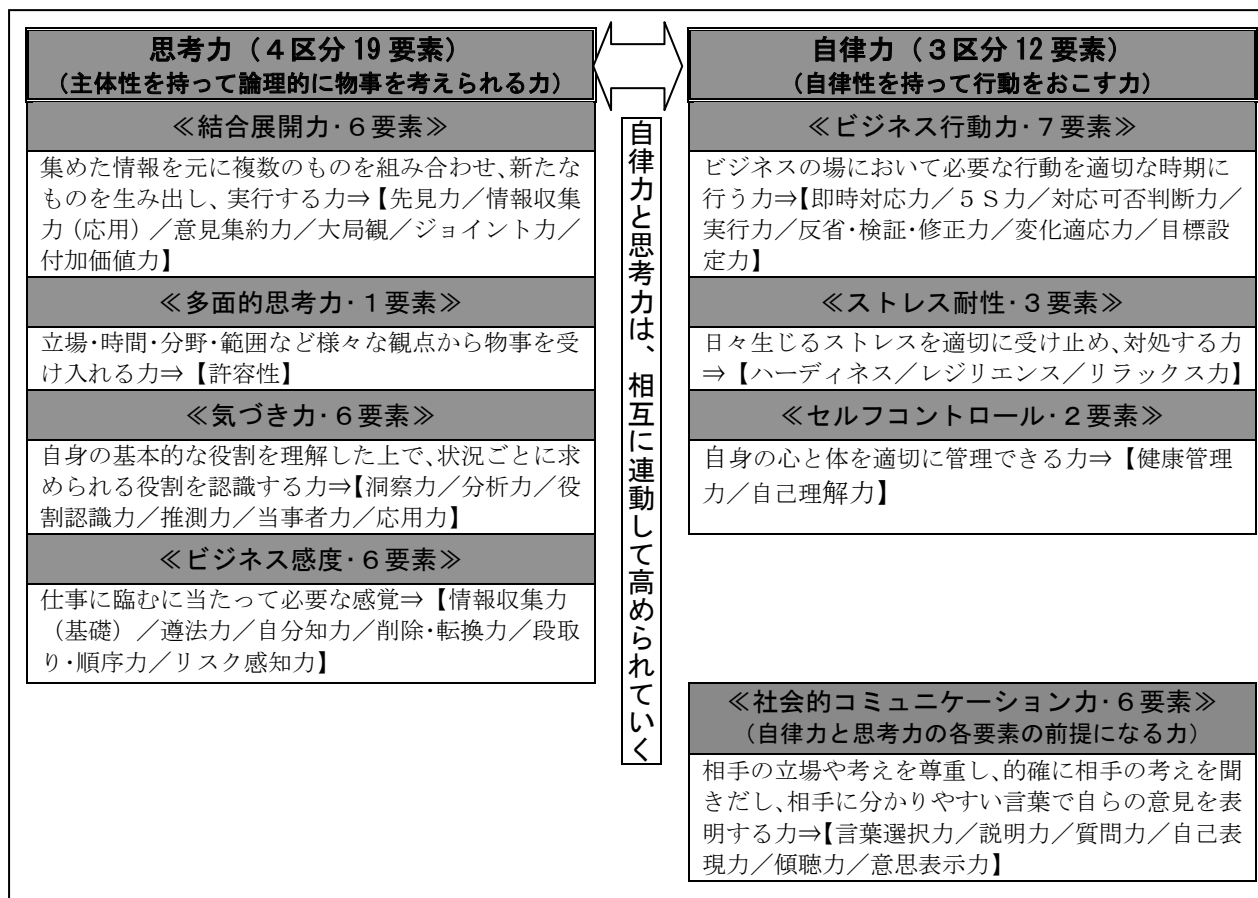 思考力（４区分 19 要素）
（主体性を持って論理的に物事を考えられる力）
≪結合展開力･６要素≫
集めた情報を元に複数のものを組み合わせ、新たな
ものを生み出し、実行する力⇒【先見力／情報収集
力（応用）／意見集約力／大局観／ジョイント力／
付加価値力】
≪多面的思考力･１要素≫
立場･時間･分野･範囲など様々な観点から物事を受
け入れる力⇒【許容性】
≪気づき力･６要素≫
自身の基本的な役割を理解した上で、状況ごとに求
められる役割を認識する力⇒【洞察力／分析力／役
割認識力／推測力／当事者力／応用力】
≪ビジネス感度･６要素≫
仕事に臨むに当たって必要な感覚⇒【情報収集力
（基礎）／遵法力／自分知力／削除･転換力／段取
り･順序力／リスク感知力】
自律力と思考力は、相互に連動して高められていく
自律力（３区分 12 要素）
（自律性を持って行動をおこす力）
≪ビジネス行動力･７要素≫
ビジネスの場において必要な行動を適切な時期に
行う力⇒【即時対応力／５Ｓ力／対応可否判断力／
実行力／反省･検証･修正力／変化適応力／目標設
定力】
≪ストレス耐性･３要素≫
日々生じるストレスを適切に受け止め、対処する力
⇒【ハーディネス／レジリエンス／リラックス力】
≪セルフコントロール･２要素≫
自身の心と体を適切に管理できる力⇒【健康管理
力／自己理解力】
≪社会的コミュニケーション力･６要素≫
（自律力と思考力の各要素の前提になる力）
相手の立場や考えを尊重し、的確に相手の考えを聞
きだし、相手に分かりやすい言葉で自らの意見を表
明する力⇒【言葉選択力／説明力／質問力／自己表
現力／傾聴力／意思表示力】